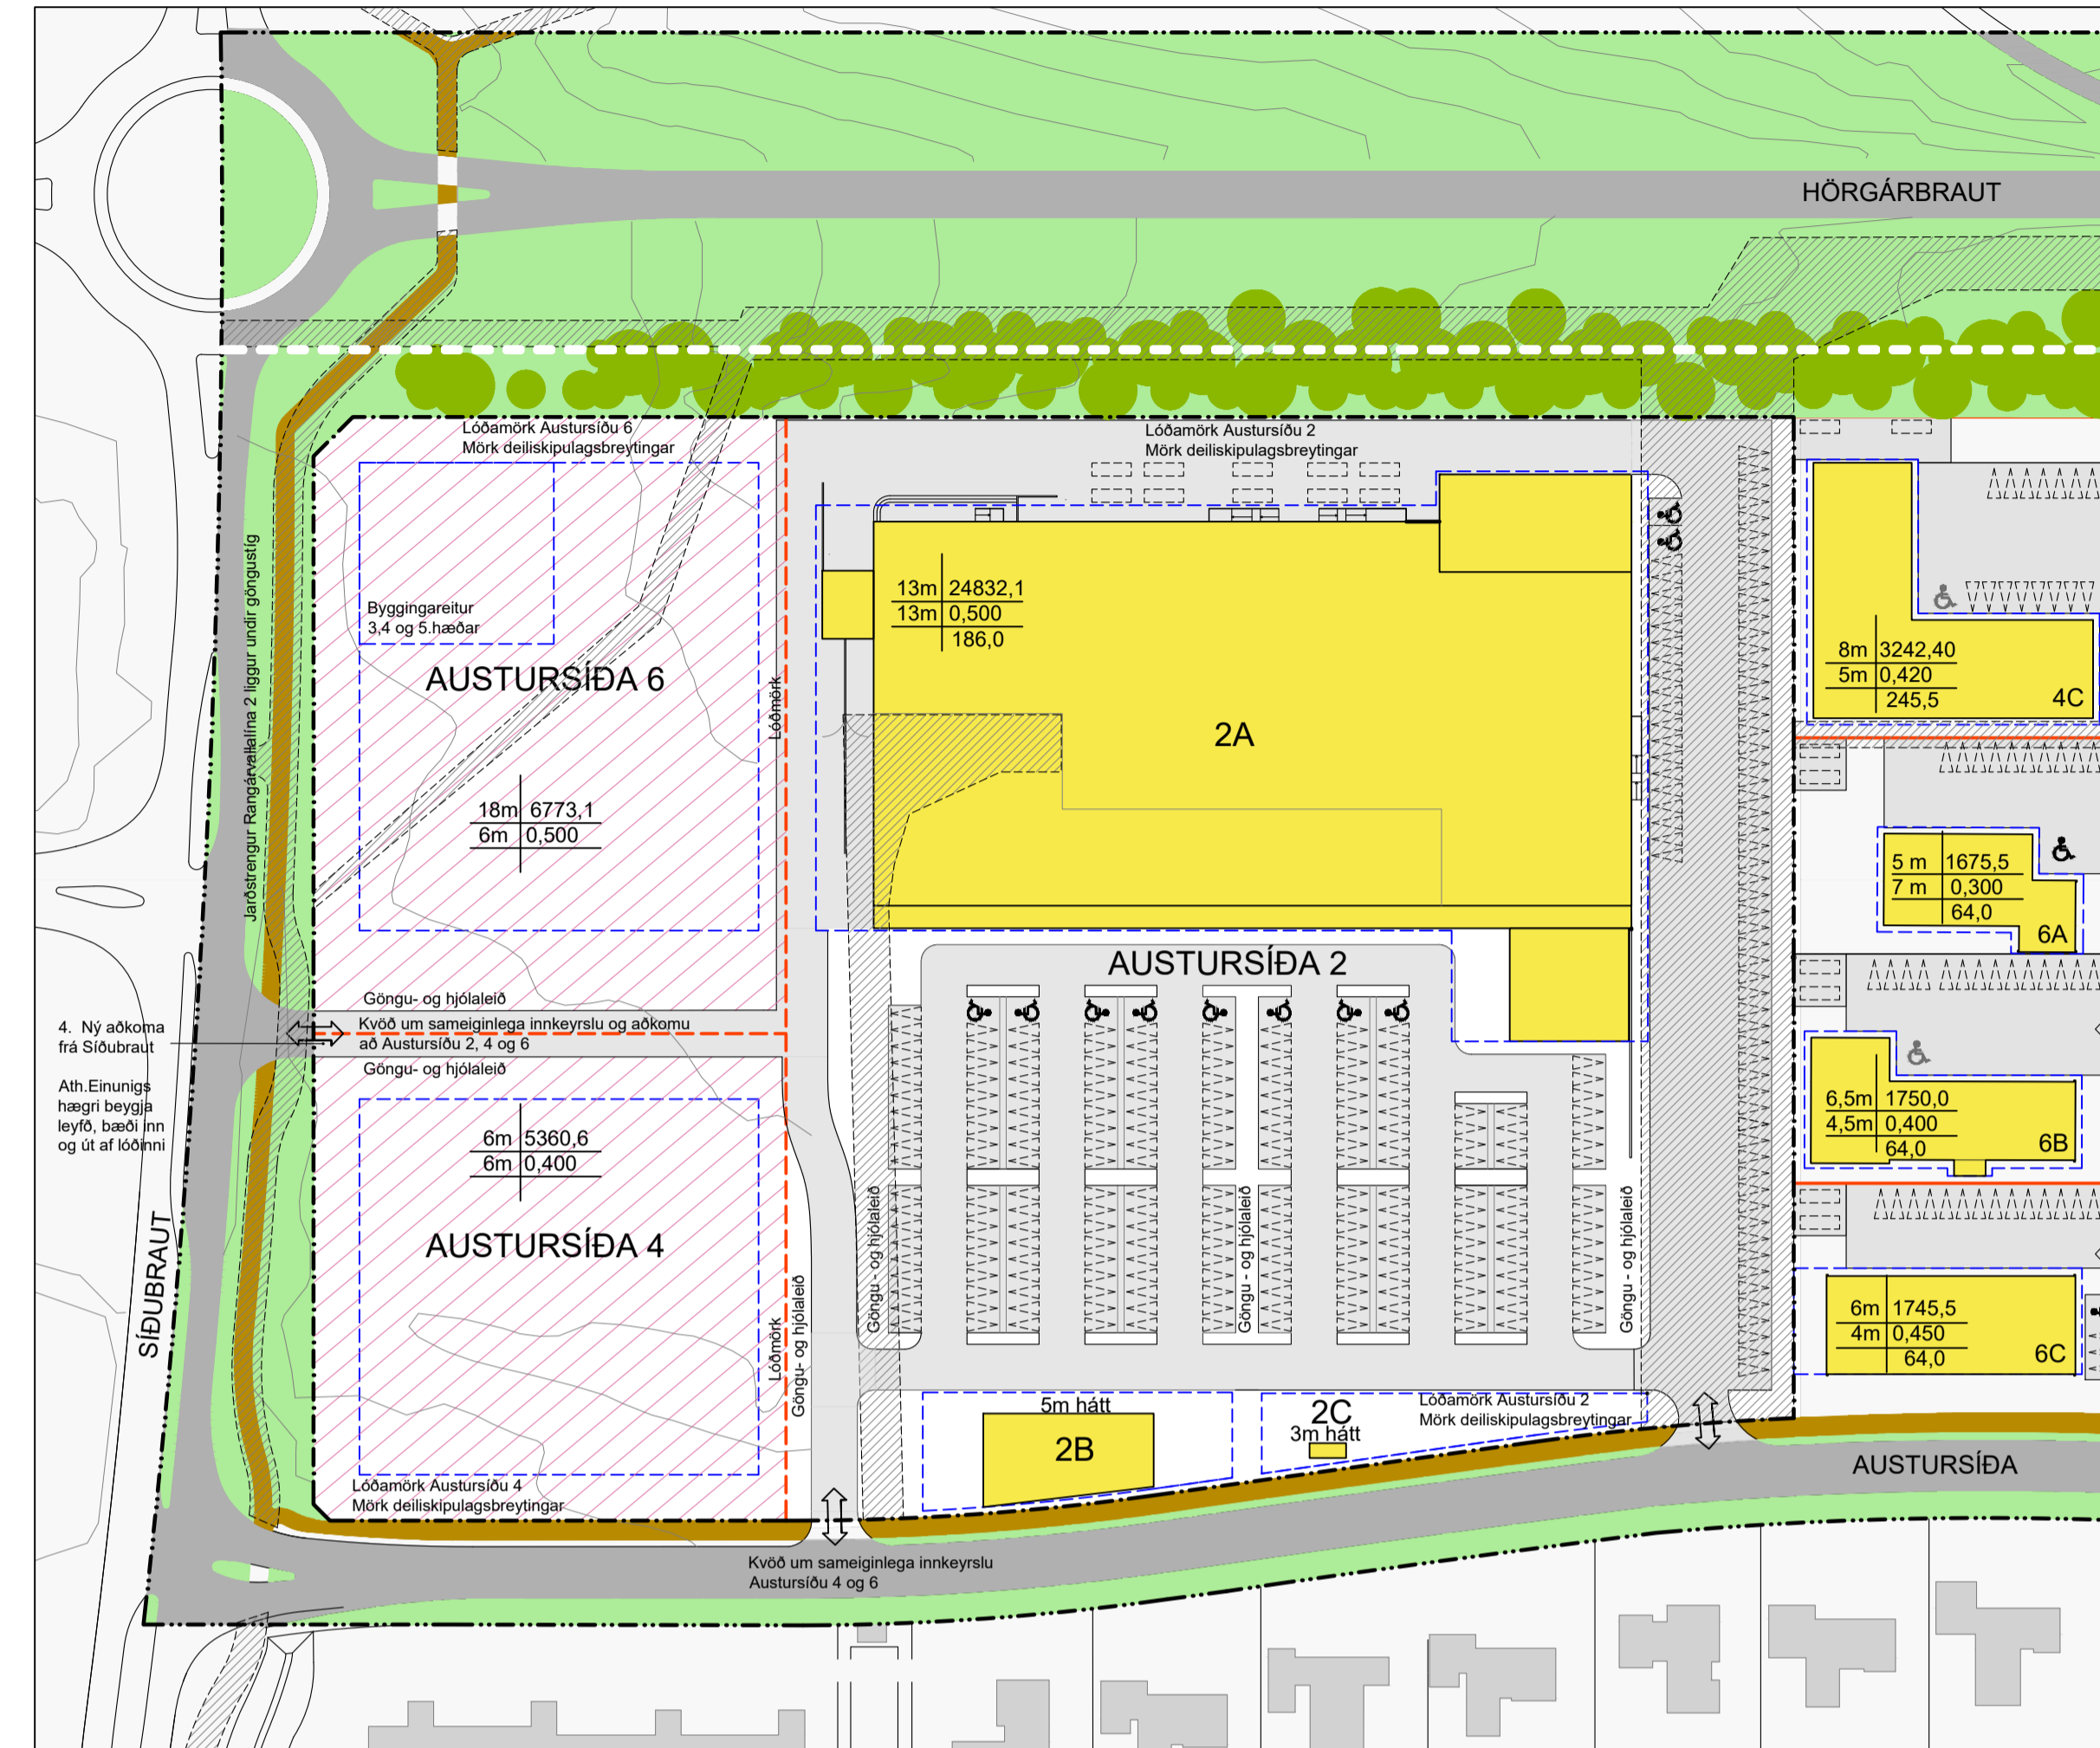 HÖRGÁRBRAUT
Lóðamörk Austursíðu 6
Mörk deiliskipulagsbreytingar
Lóðamörk Austursíðu 2
Mörk deiliskipulagsbreytingar
Jarðstrengur Rangárvallalína 2 liggur undir göngustíg
Byggingareitur
3,4 og 5.hæðar
AUSTURSÍÐA 6
Lóðmörk
18m 6773,1
6m 0,500
13m 24832,1
13m 0,500
186,0
2A
8m 3242,40
5m 0,420
245,5
4C
5 m 1675,5
7 m 0,300
64,0
6A
AUSTURSÍÐA 2
Göngu- og hjólaleið
Kvöð um sameiginlega innkeyrslu og aðkomu
að Austursíðu 2, 4 og 6
Göngu- og hjólaleið
4. Ný aðkoma
frá Síðubraut
Ath.Einunigs
hægri beygja
leyfð, bæði inn
og út af lóðinni
6m 5360,6
6m 0,400
AUSTURSÍÐA 4
SÍÐUBRAUT
Lóðmörk
Göngu- og hjólaleið
Göngu - og hjólaleið
Göngu - og hjólaleið
Göngu - og hjólaleið
6,5m 1750,0
4,5m 0,400
64,0
6B
6m 1745,5
4m 0,450
64,0
6C
5m hátt
2B
2C
3m hátt
Lóðamörk Austursíðu 2
Mörk deiliskipulagsbreytingar
AUSTURSÍÐA
Lóðamörk Austursíðu 4
Mörk deiliskipulagsbreytingar
Kvöð um sameiginlega innkeyrslu
Austursíðu 4 og 6